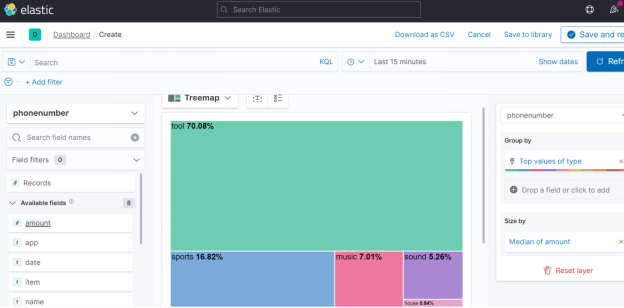 elastic
Search Elastic
D
Dashboard / Create
Download as CSV
Cancel
Save to library
Save and re
Search
KQL
Last 15 minutes
Show dates
Refr
+ Add filter
phonenumber
Search field names
Field filters 0
# Records
Available fields 8
# amount
t app
t date
t item
t name
Treemap
tool 70.08%
sports 16.82%
music 7.01%
sound 5.26%
house 0.84%
phonenumber
Group by
Top values of type
Drop a field or click to add
Size by
Median of amount
Reset layer